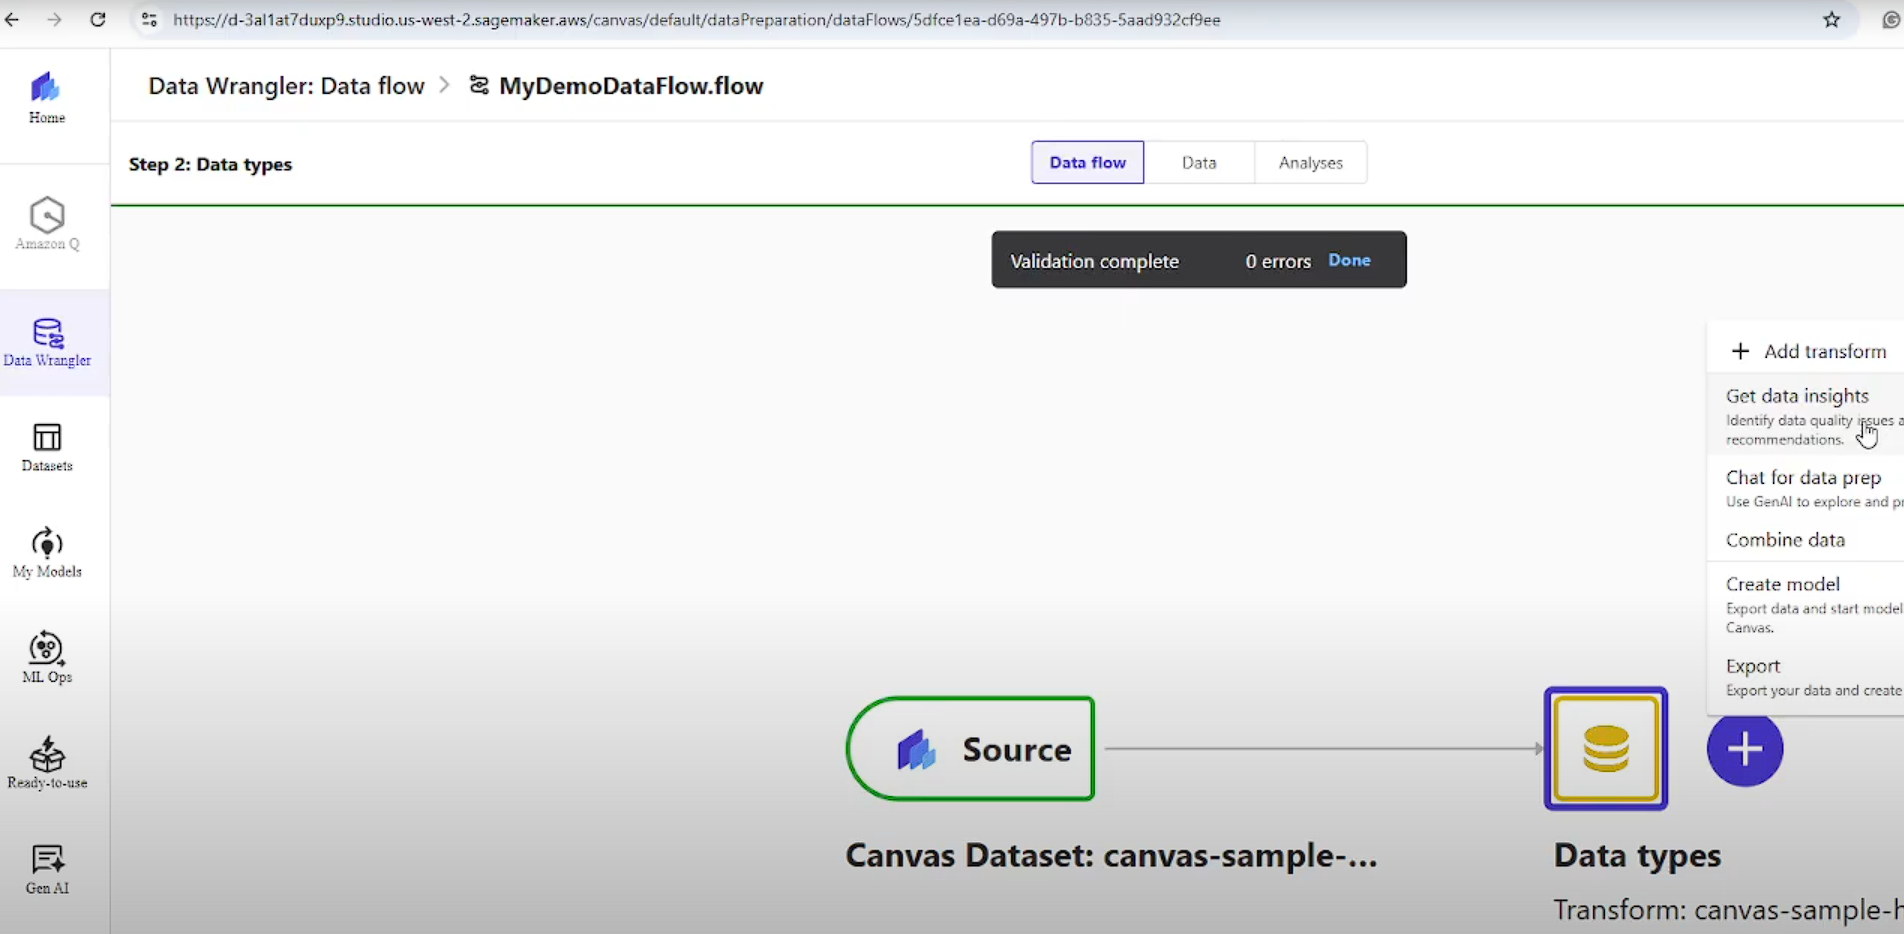 https://d-3al1at7duxp9.studio.us-west-2.sagemaker.aws/canvas/default/dataPreparation/dataFlows/5dfce1ea-d69a-497b-b835-5aad932cf9ee
Home
Data Wrangler: Data flow > MyDemoDataFlow.flow
Step 2: Data types
Data flow Data Analyses
Amazon Q
Validation complete 0 errors Done
Data Wrangler
+ Add transform
Get data insights
Identify data quality issues a
recommendations.
Datasets
Chat for data prep
Use GenAI to explore and pr
Combine data
My Models
Create model
Export data and start model
Canvas.
ML Ops
Export
Export your data and create
Ready-to-use
Source
Canvas Dataset: canvas-sample-...
Data types
Gen AI
Transform: canvas-sample-h